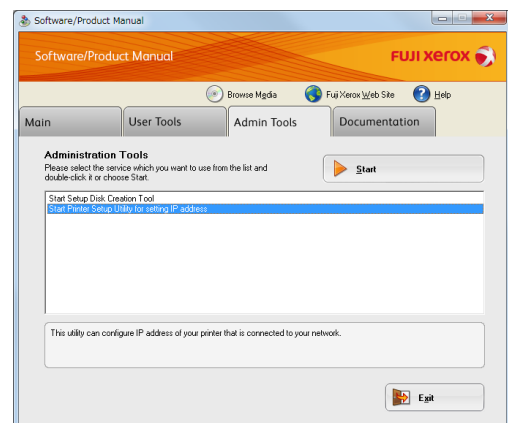 Software/Product Manual
Software/Product Manual
FUJI xerox
Browse Media
Fuji Xerox Web Site
Help
Main
User Tools
Admin Tools
Documentation
Administration Tools
Please select the service which you want to use from the list and
double-click it or choose Start.
Start
Start Setup Disk Creation Tool
Start Printer Setup Utility for setting IP address
This utility can configure IP address of your printer that is connected to your network.
Exit